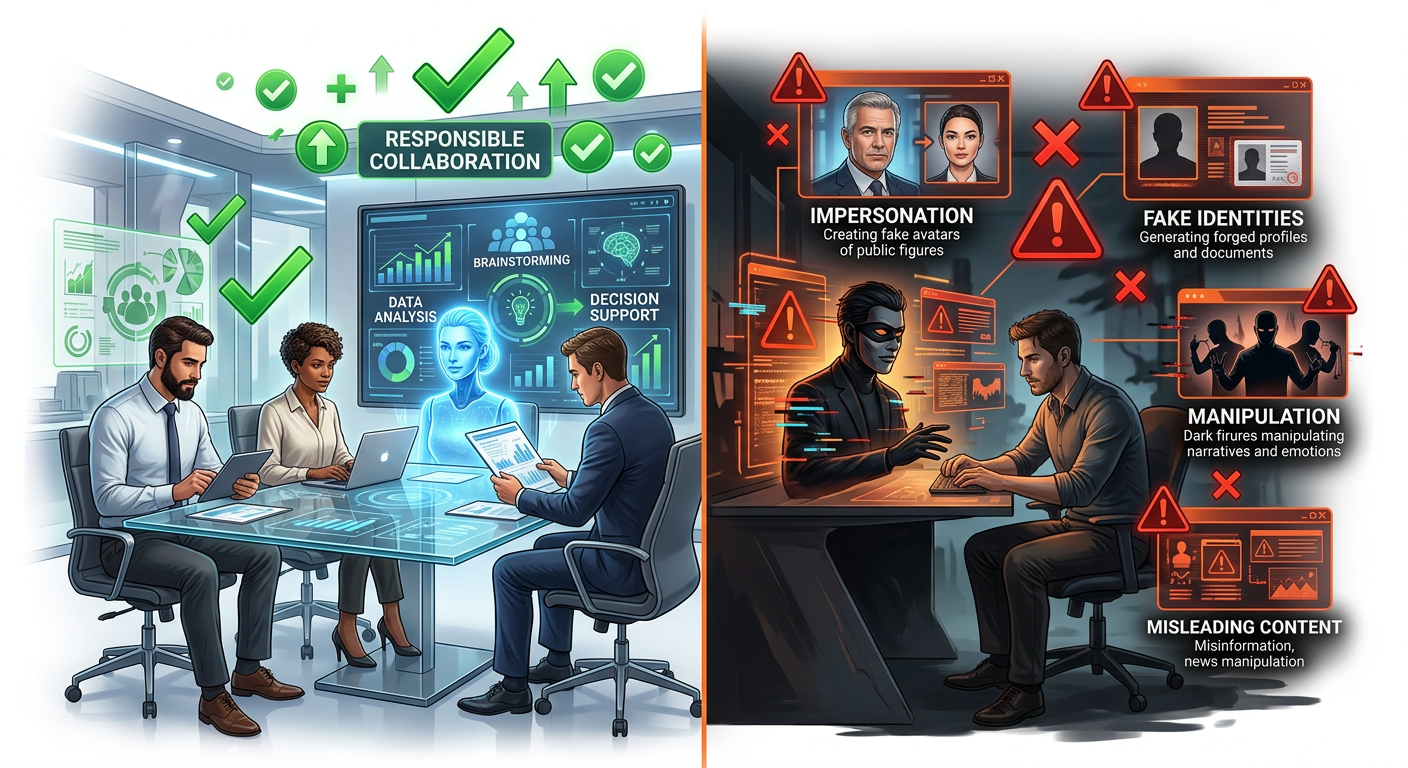 RESPONSIBLE
COLLABORATION
BRAINSTORMING
DATA
ANALYSIS
DECISION
SUPPORT
IMPERSONATION
Creating fake avatars
of public figures
FAKE IDENTITIES
Generating forged profiles
and documents
MANIPULATION
Dark firures manipulating
narratives and emotions
MISLEADING CONTENT
Misinformation,
news manipulation